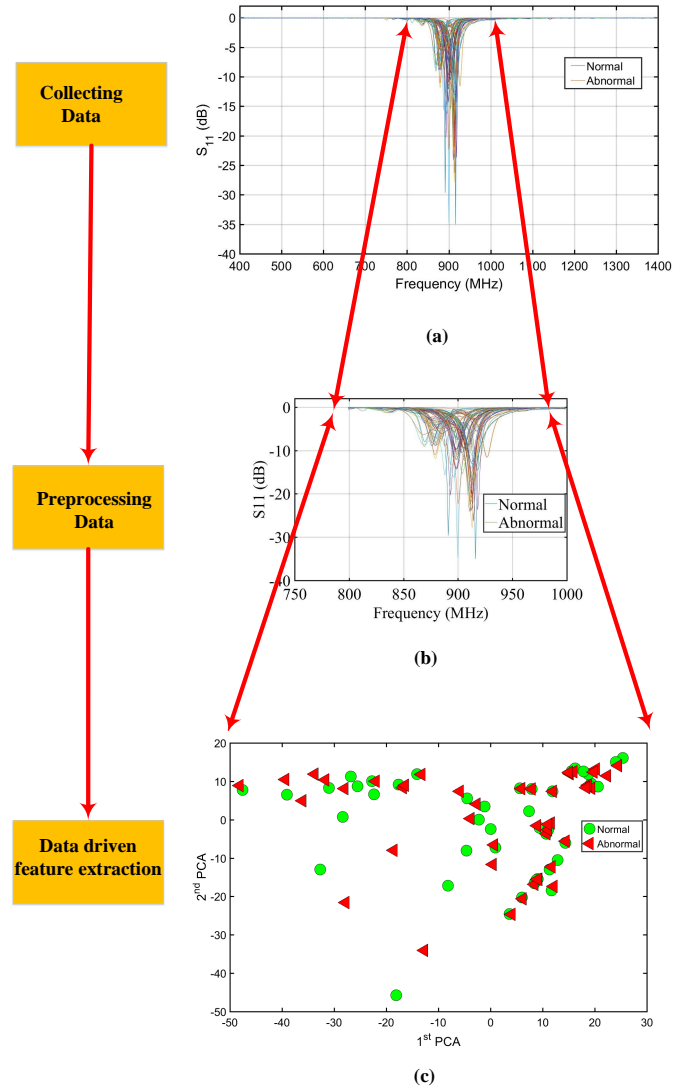 Collecting
Data
0
-5
-10
-15
-20
-25
-30
-35
-40
S11 (dB)
Normal
Abnormal
400 500 600 700 800 900 1000 1100 1200 1300 1400
Frequency (MHz)
(a)
Preprocessing
Data
0
-10
-20
-30
-40
S11 (dB)
Normal
Abnormal
750 800 850 900 950 1000
Frequency (MHz)
(b)
Data driven
feature extraction
20
10
0
-10
-20
-30
-40
-50
2nd PCA
Normal
Abnormal
-50 -40 -30 -20 -10 0 10 20 30
1st PCA
(c)